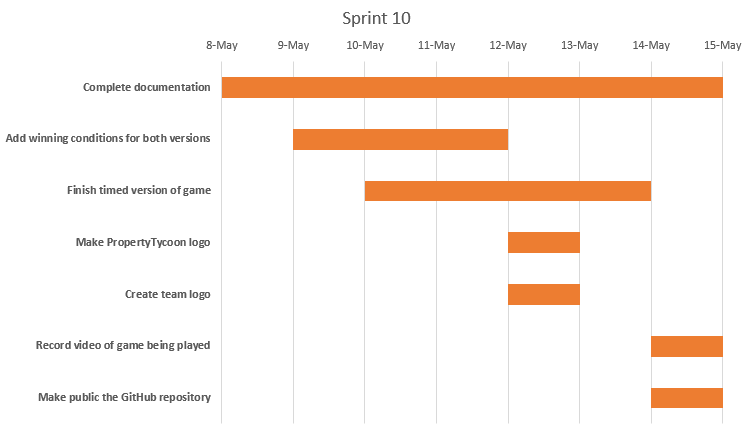 Sprint 10
8-May 9-May 10-May 11-May 12-May 13-May 14-May 15-May
Complete documentation
Add winning conditions for both versions
Finish timed version of game
Make PropertyTycoon logo
Create team logo
Record video of game being played
Make public the GitHub repository